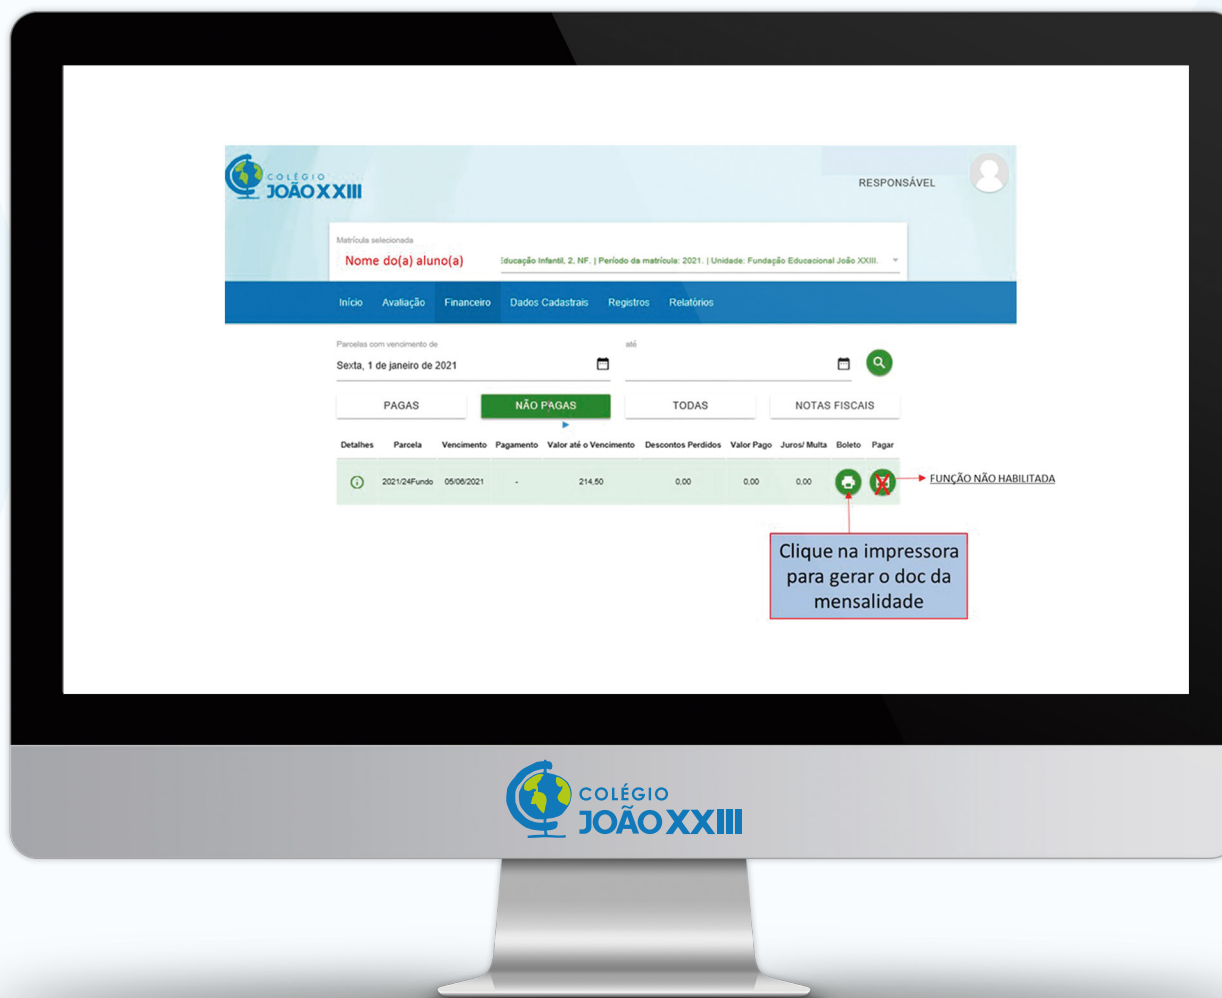 COLÉGIO
JOÃO XXIII
RESPONSÁVEL
Matrícula selecionada
Nome do(a) aluno(a)
Educação Infantil, 2, NF. | Período da matrícula: 2021. | Unidade: Fundação Educacional João XXIII.
Início Avaliação Financeiro Dados Cadastrais Registros Relatórios
Parcelas com vencimento de até
Sexta, 1 de janeiro de 2021
PAGAS NÃO PAGAS TODAS NOTAS FISCAIS
Detalhes Parcela Vencimento Pagamento Valor até o Vencimento Descontos Perdidos Valor Pago Juros/ Multa Boleto Pagar
2021/24Fundo 05/06/2021 - 214,50 0,00 0,00 0,00
FUNÇÃO NÃO HABILITADA
Clique na impressora
para gerar o doc da
mensalidade
COLÉGIO
JOÃO XXIII